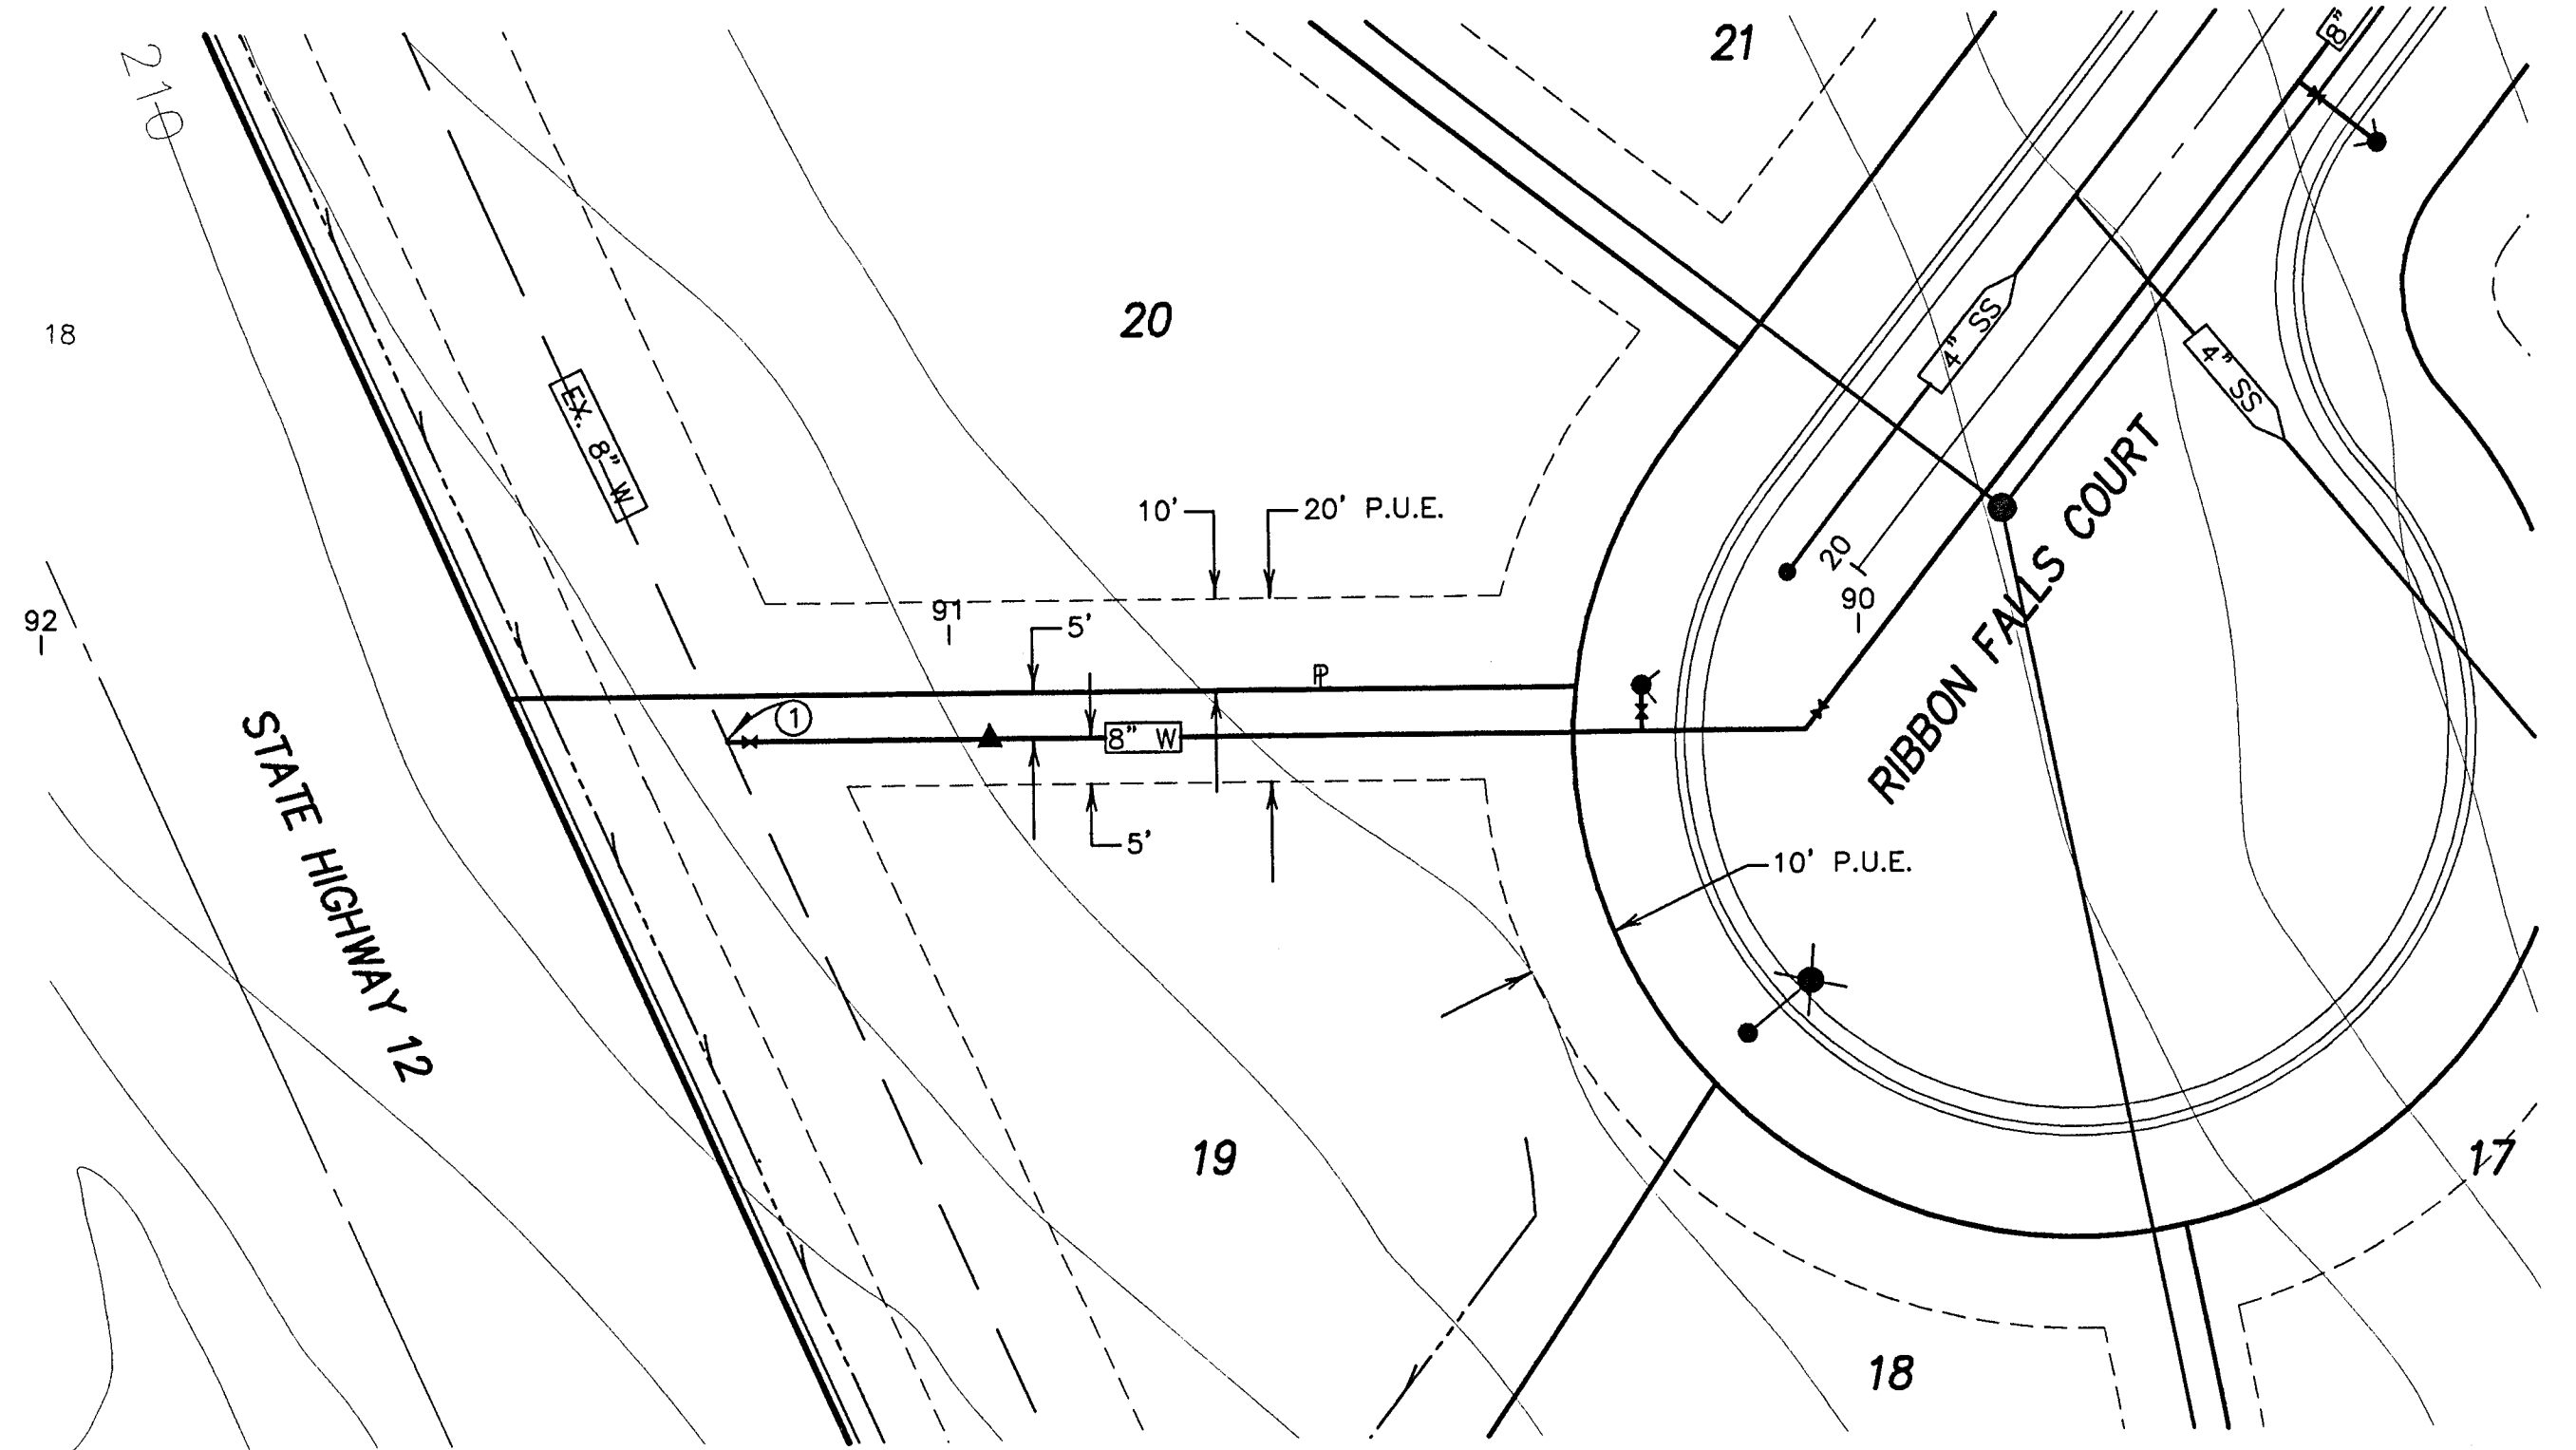 21
8"
210
20
4" SS
4" SS
18
EX. 8" W
10'
20' P.U.E.
20
92
91
90
5'
℗
1
8" W
RIBBON FALLS COURT
STATE HIGHWAY 12
5'
10' P.U.E.
19
17
18